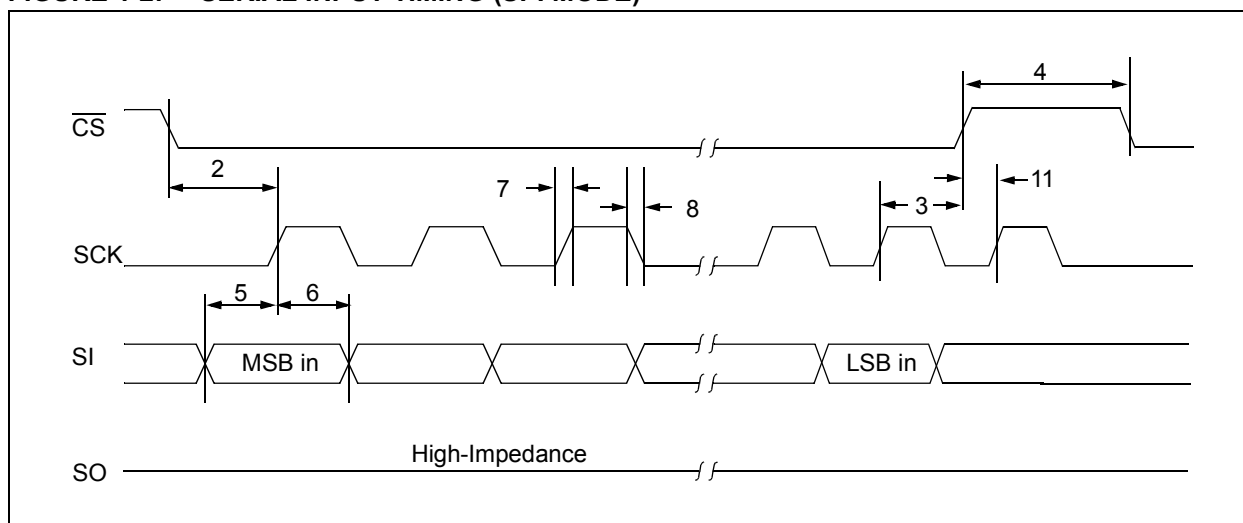 FIGURE 1-2: SERIAL INPUT TIMING (SPI MODE)
4
CS
2
7
8
3
11
SCK
5
6
SI
MSB in
LSB in
High-Impedance
SO